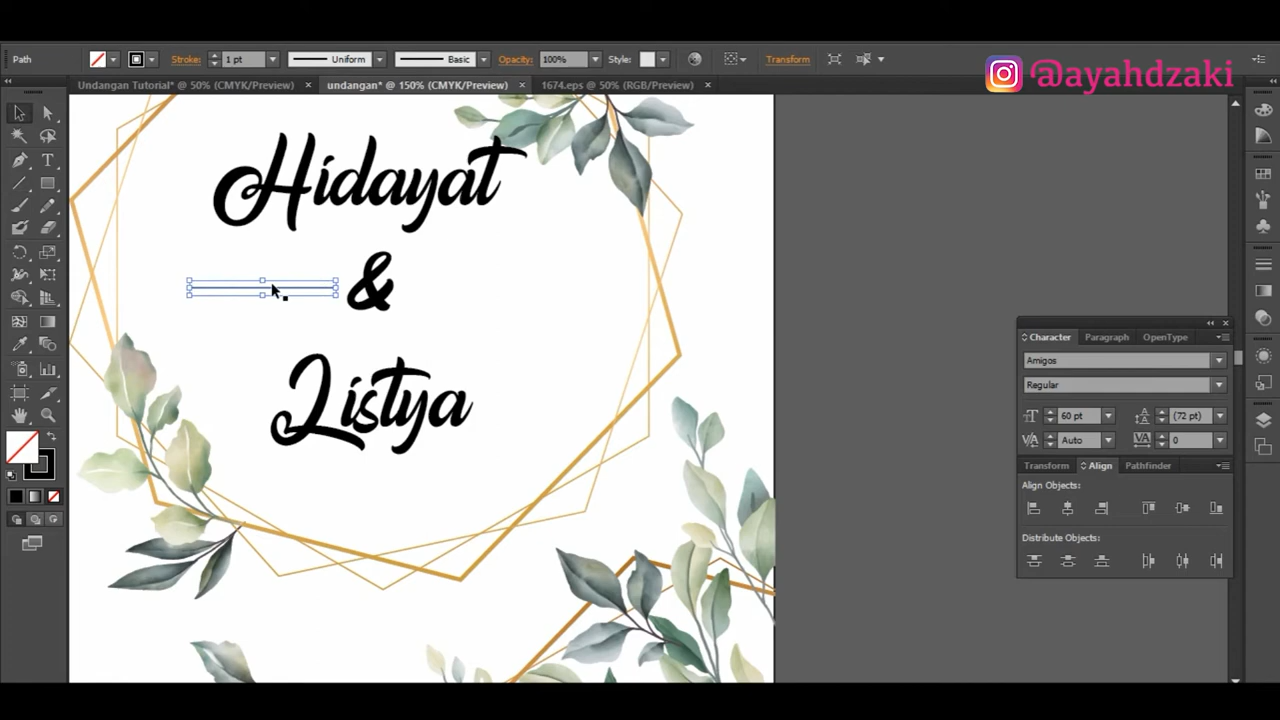 Path
Stroke:
1 pt
Uniform
Basic
Opacity:
100%
Style:
Transform
@ayahdzaki
Undangan Tutorial* @ 50% (CMYK/Preview)
undangan* @ 150% (CMYK/Preview)
1674.eps @ 50% (RGB/Preview)
Hidayat
&
Listya
Character
Paragraph
OpenType
Amigos
Regular
60 pt
(72 pt)
Auto
0
Transform
Align
Pathfinder
Align Objects:
Distribute Objects: